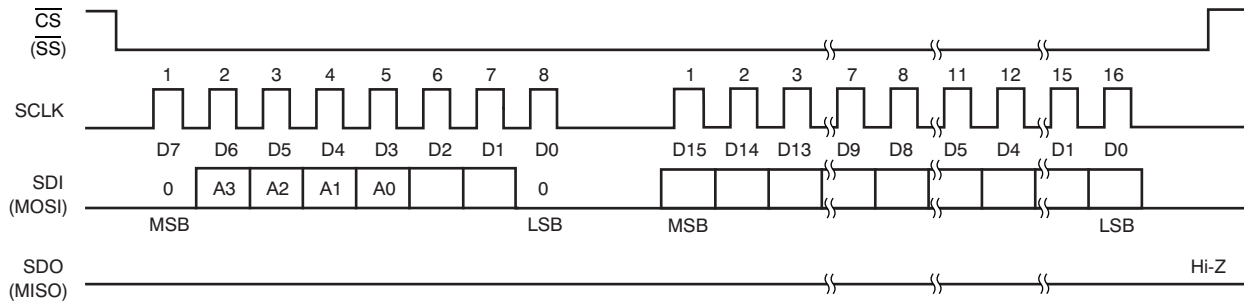 CS
(SS)
1 2 3 4 5 6 7 8 1 2 3 7 8 11 12 15 16
SCLK
D7 D6 D5 D4 D3 D2 D1 D0 D15 D14 D13 D9 D8 D5 D4 D1 D0
SDI
(MOSI)
0 A3 A2 A1 A0 0
MSB LSB MSB LSB
SDO
(MISO)
Hi-Z